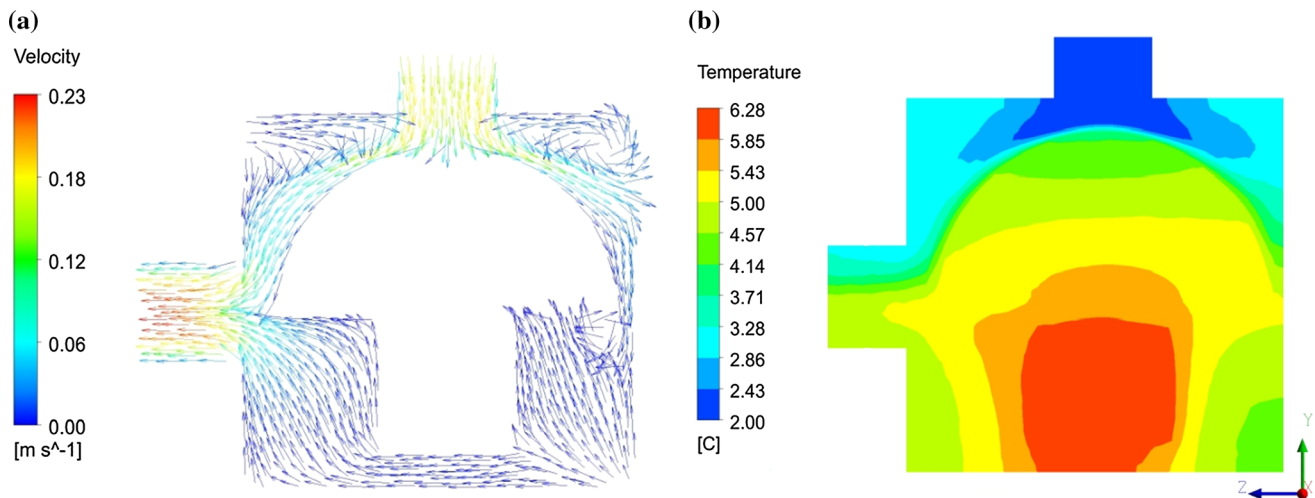 (a)
Velocity
0.23
0.18
0.12
0.06
0.00
[m s^-1]
(b)
Temperature
6.28
5.85
5.43
5.00
4.57
4.14
3.71
3.28
2.86
2.43
2.00
[C]
Y
Z
X